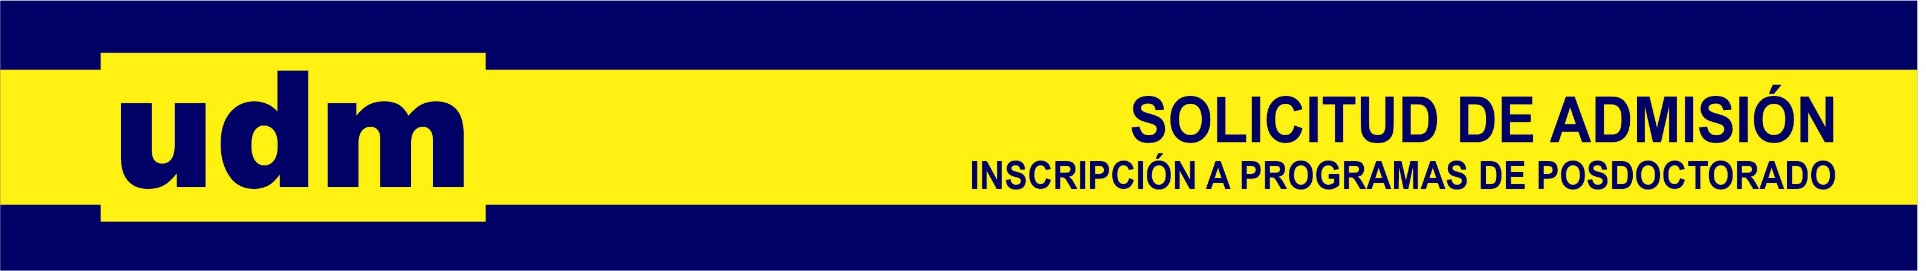 udm
SOLICITUD DE ADMISIÓN
INSCRIPCIÓN A PROGRAMAS DE POSDOCTORADO